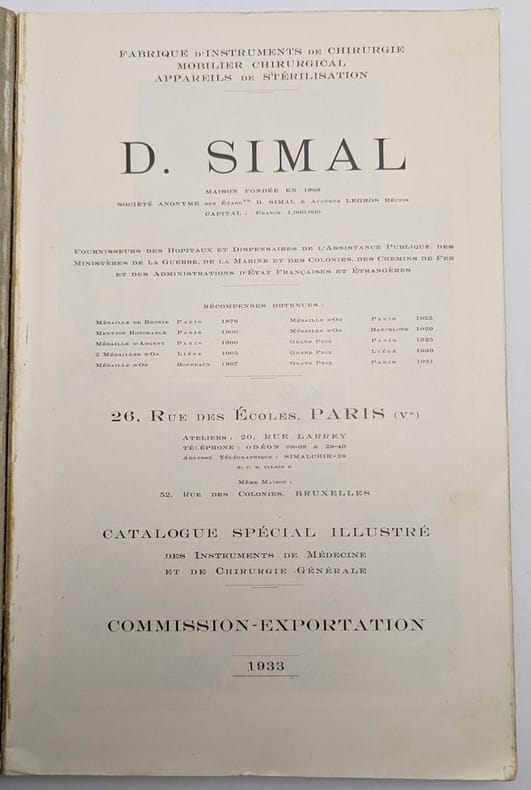 FABRIQUE D'INSTRUMENTS DE CHIRURGIE
MOBILIER CHIRURGICAL
APPAREILS DE STÉRILISATION
D. SIMAL
MAISON FONDÉE EN 1868
SOCIÉTÉ ANONYME DES ÉTABLts D. SIMAL & AUGUSTE LEGROS RÉUNIS
CAPITAL : FRANCS 1.000.000
FOURNISSEURS DES HOPITAUX ET DISPENSAIRES DE L'ASSISTANCE PUBLIQUE, DES
MINISTÈRES DE LA GUERRE, DE LA MARINE ET DES COLONIES, DES CHEMINS DE FER
ET DES ADMINISTRATIONS D'ÉTAT FRANÇAISES ET ÉTRANGÈRES
RÉCOMPENSES OBTENUES :
MÉDAILLE DE BRONZE PARIS 1878
MENTION HONORABLE PARIS 1900
MÉDAILLE D'ARGENT PARIS 1900
2 MÉDAILLES D'OR LIÉGE 1905
MÉDAILLE D'OR BORDEAUX 1907
MÉDAILLE D'OR PARIS 1925
MÉDAILLE D'OR BARCELONE 1929
GRAND PRIX PARIS 1925
GRAND PRIX LIÉGE 1930
GRAND PRIX PARIS 1931
26, RUE DES ÉCOLES, PARIS (Ve)
ATELIERS : 20, RUE LARREY
TÉLÉPHONE : ODÉON 08-08 & 28-49
ADRESSE TÉLÉGRAPHIQUE : SIMALCHIR-28
R. C. S.
MÊME MAISON :
52, RUE DES COLONIES, BRUXELLES
CATALOGUE SPÉCIAL ILLUSTRÉ
DES INSTRUMENTS DE MÉDECINE
ET DE CHIRURGIE GÉNÉRALE
COMMISSION-EXPORTATION
1933